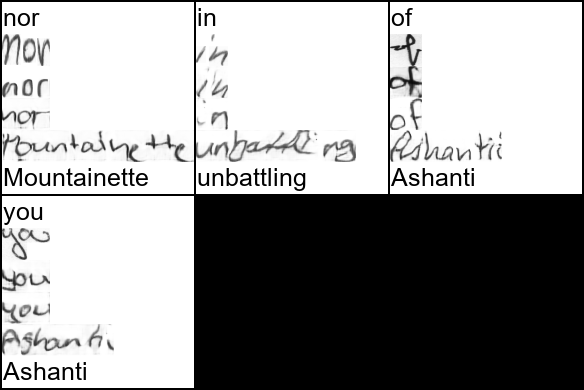 nor
nor
nor
nor
Mountainette
Mountainette
in
in
in
in
unbattling
unbattling
of
of
of
of
Ashantii
Ashanti
you
you
you
you
Ashanti
Ashanti